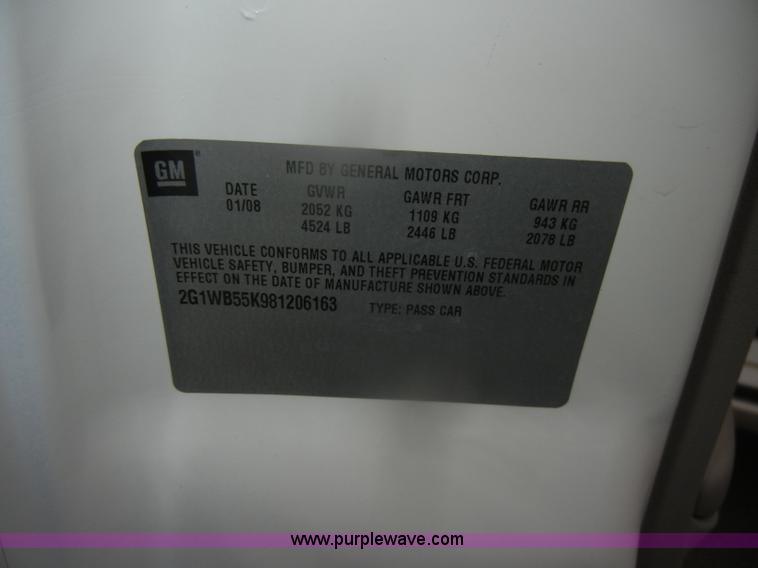 GM
MFD BY GENERAL MOTORS CORP.
DATE GVWR GAWR FRT GAWR RR
01/08 2052 KG 1109 KG 943 KG
4524 LB 2446 LB 2078 LB
THIS VEHICLE CONFORMS TO ALL APPLICABLE U.S. FEDERAL MOTOR
VEHICLE SAFETY, BUMPER, AND THEFT PREVENTION STANDARDS IN
EFFECT ON THE DATE OF MANUFACTURE SHOWN ABOVE.
2G1WB55K981206163 TYPE: PASS CAR
www.purplewave.com